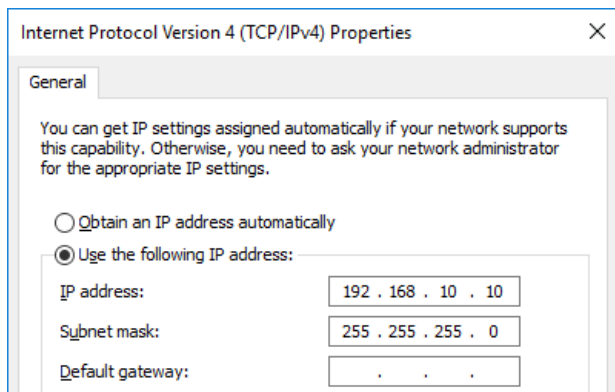 Internet Protocol Version 4 (TCP/IPv4) Properties
General
You can get IP settings assigned automatically if your network supports
this capability. Otherwise, you need to ask your network administrator
for the appropriate IP settings.
Obtain an IP address automatically
Use the following IP address:
IP address: 192 . 168 . 10 . 10
Subnet mask: 255 . 255 . 255 . 0
Default gateway: . . .